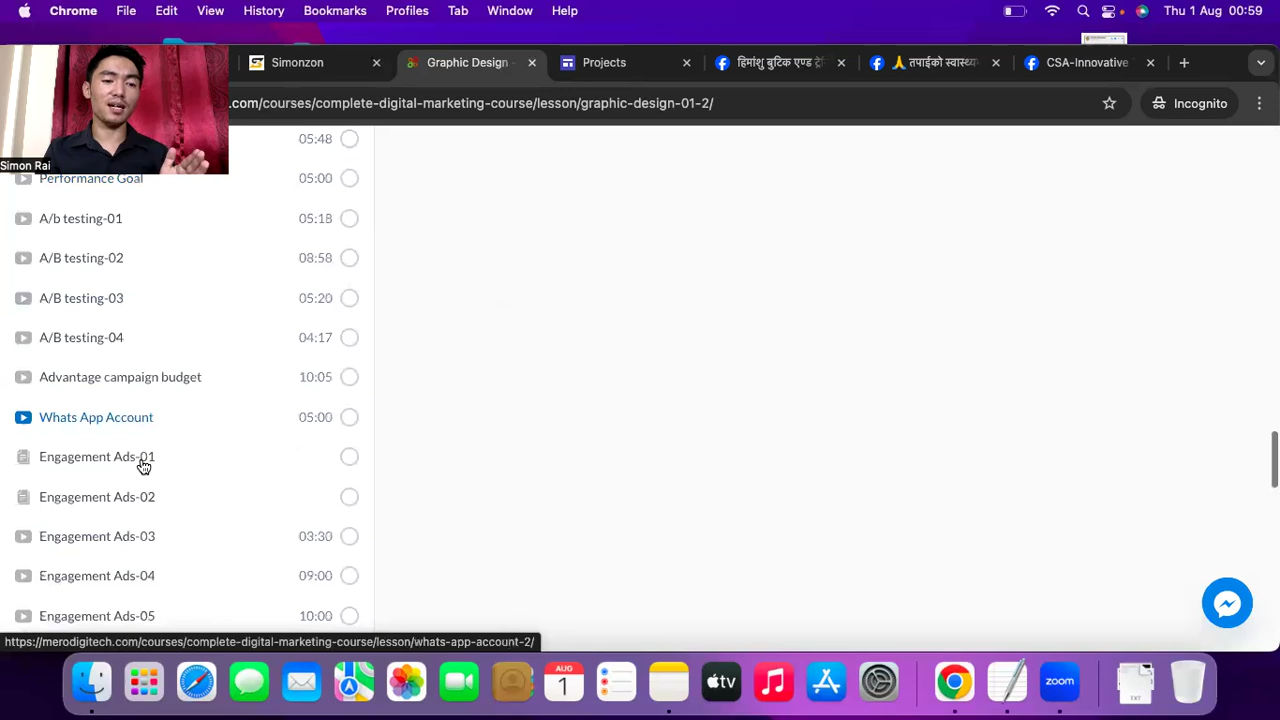 Chrome File Edit View History Bookmarks Profiles Tab Window Help Thu 1 Aug 00:59
Simonzon Graphic Design Projects हिमांशु बुटिक एण्ड 🙏 तपाईको स्वास्थ्य CSA-Innovative
.com/courses/complete-digital-marketing-course/lesson/graphic-design-01-2/ Incognito
Simon Rai
05:48
Performance Goal 05:00
A/b testing-01 05:18
A/B testing-02 08:58
A/B testing-03 05:20
A/B testing-04 04:17
Advantage campaign budget 10:05
Whats App Account 05:00
Engagement Ads-01
Engagement Ads-02
Engagement Ads-03 03:30
Engagement Ads-04 09:00
Engagement Ads-05 10:00
https://merodigitech.com/courses/complete-digital-marketing-course/lesson/whats-app-account-2/
AUG
1
tv
zoom
TXT